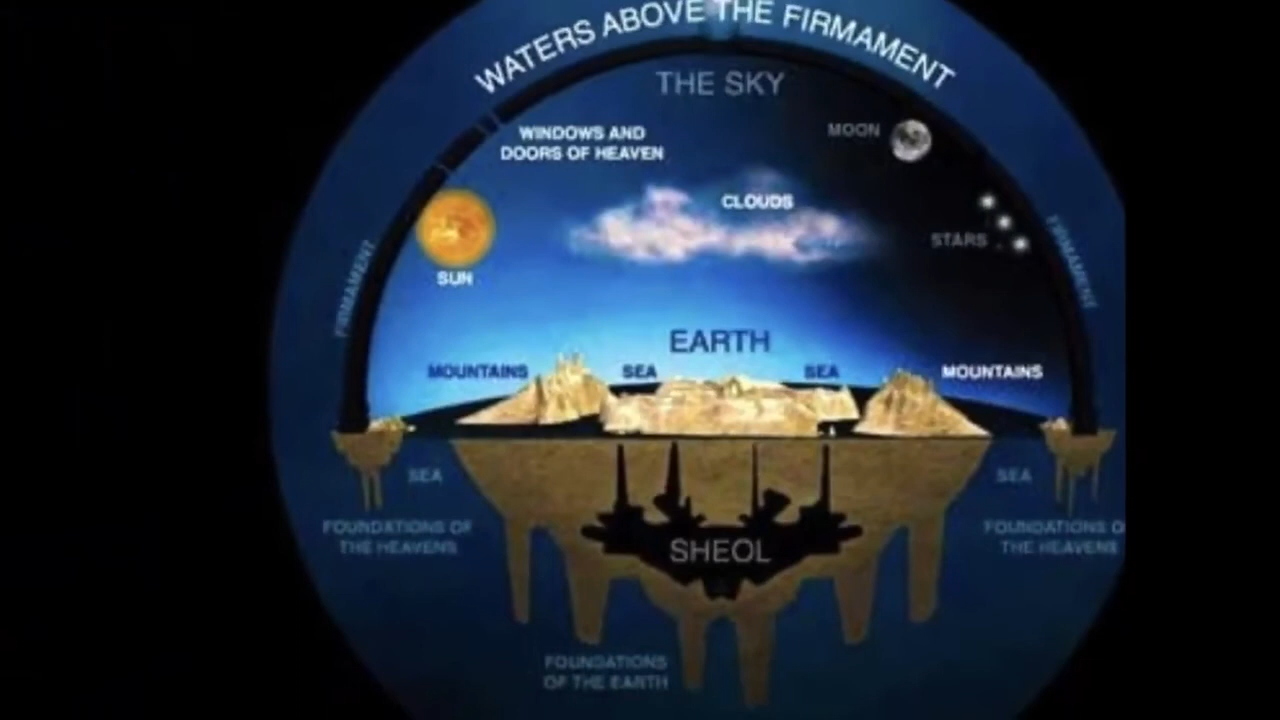 WATERS ABOVE THE FIRMAMENT
THE SKY
WINDOWS AND
DOORS OF HEAVEN
MOON
CLOUDS
STARS
SUN
FIRMAMENT
FIRMAMENT
EARTH
MOUNTAINS
SEA
SEA
MOUNTAINS
SEA
SEA
FOUNDATIONS OF
THE HEAVENS
FOUNDATIONS O
THE HEAVENS
SHEOL
FOUNDATIONS
OF THE EARTH